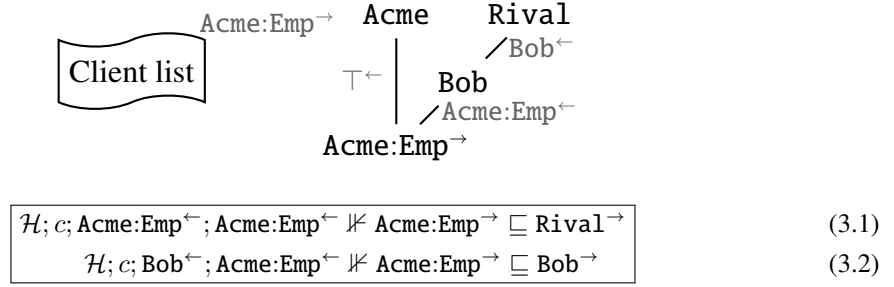 Acme:Emp→ Acme Rival
Bob←
Client list ⊤← Bob
Acme:Emp←
Acme:Emp→
ℋ; c; Acme:Emp←; Acme:Emp← ⊮ Acme:Emp→ ⊑ Rival→ (3.1)
ℋ; c; Bob←; Acme:Emp← ⊮ Acme:Emp→ ⊑ Bob→ (3.2)